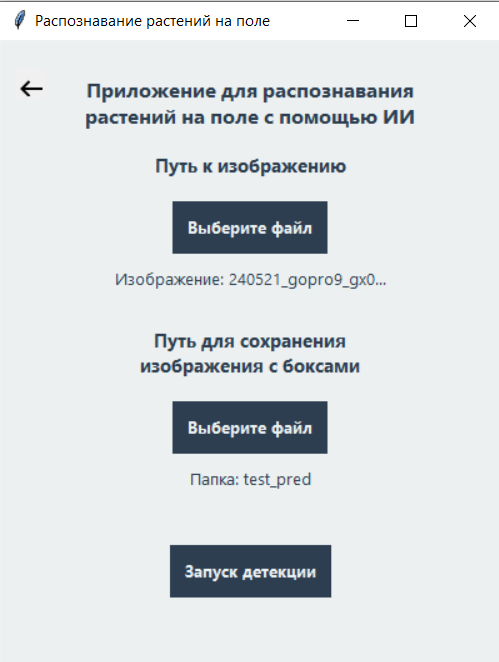 Распознавание растений на поле
Приложение для распознавания
растений на поле с помощью ИИ
Путь к изображению
Выберите файл
Изображение: 240521_gopro9_gx0...
Путь для сохранения
изображения с боксами
Выберите файл
Папка: test_pred
Запуск детекции